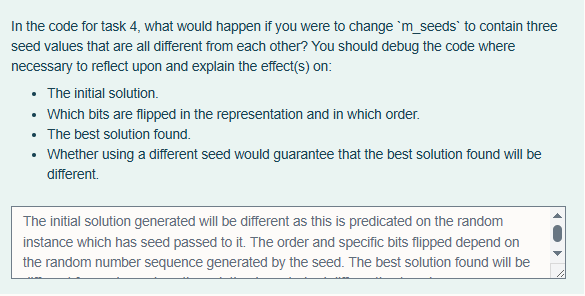 In the code for task 4, what would happen if you were to change `m_seeds` to contain three
seed values that are all different from each other? You should debug the code where
necessary to reflect upon and explain the effect(s) on:
• The initial solution.
• Which bits are flipped in the representation and in which order.
• The best solution found.
• Whether using a different seed would guarantee that the best solution found will be
different.
The initial solution generated will be different as this is predicated on the random
instance which has seed passed to it. The order and specific bits flipped depend on
the random number sequence generated by the seed. The best solution found will be